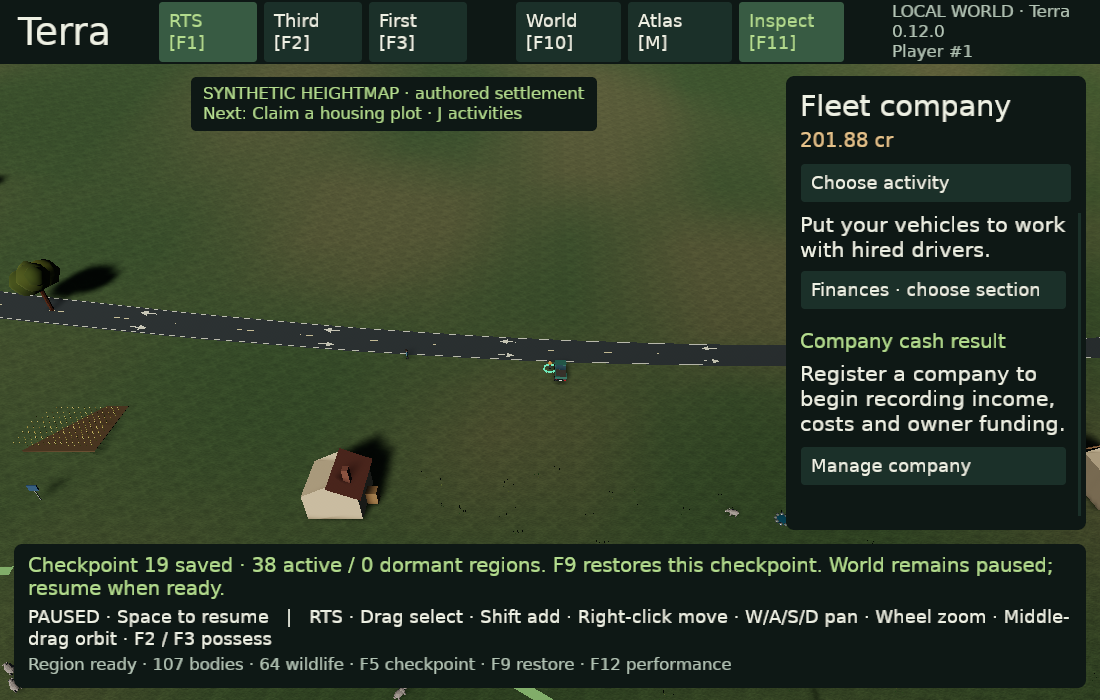 Terra
RTS
[F1]
Third
[F2]
First
[F3]
World
[F10]
Atlas
[M]
Inspect
[F11]
LOCAL WORLD · Terra
0.12.0
Player #1
SYNTHETIC HEIGHTMAP · authored settlement
Next: Claim a housing plot · J activities
Fleet company
201.88 cr
Choose activity
Put your vehicles to work
with hired drivers.
Finances · choose section
Company cash result
Register a company to
begin recording income,
costs and owner funding.
Manage company
Checkpoint 19 saved · 38 active / 0 dormant regions. F9 restores this checkpoint. World remains paused;
resume when ready.
PAUSED · Space to resume | RTS · Drag select · Shift add · Right-click move · W/A/S/D pan · Wheel zoom · Middle-
drag orbit · F2 / F3 possess
Region ready · 107 bodies · 64 wildlife · F5 checkpoint · F9 restore · F12 performance